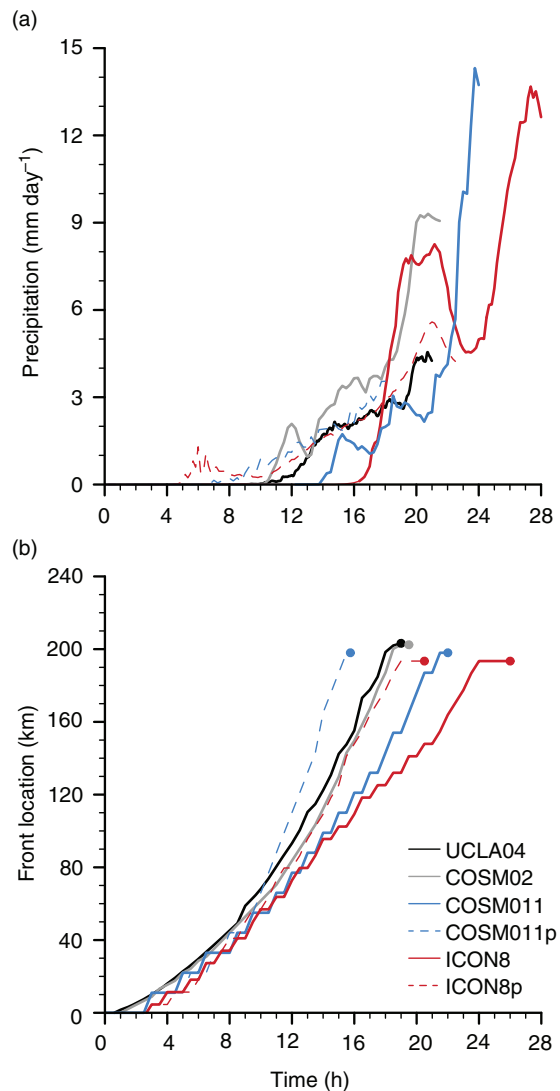 (a)
15
12
9
6
3
0
Precipitation (mm day⁻¹)
0 4 8 12 16 20 24 28
(b)
240
200
160
120
80
40
0
Front location (km)
UCLA04
COSM02
COSM011
COSM011p
ICON8
ICON8p
0 4 8 12 16 20 24 28
Time (h)